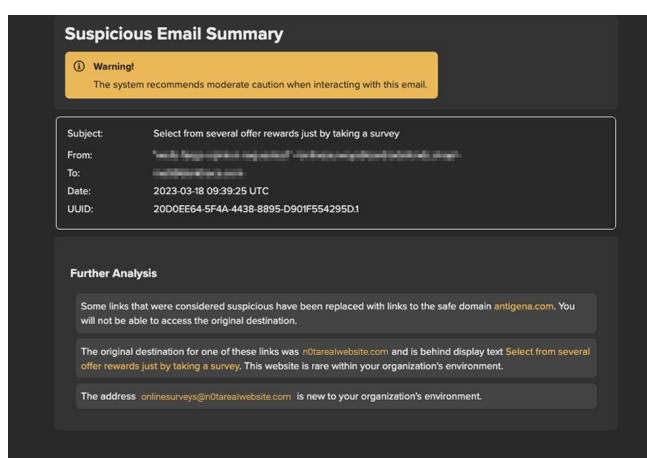 Suspicious Email Summary
Warning!
The system recommends moderate caution when interacting with this email.
Subject: Select from several offer rewards just by taking a survey
From:
To:
Date: 2023-03-18 09:39:25 UTC
UUID: 20D0EE64-5F4A-4438-8895-D901F554295D.1
Further Analysis
Some links that were considered suspicious have been replaced with links to the safe domain antigena.com. You
will not be able to access the original destination.
The original destination for one of these links was n0tarealwebsite.com and is behind display text Select from several
offer rewards just by taking a survey. This website is rare within your organization's environment.
The address onlinesurveys@n0tarealwebsite.com is new to your organization's environment.